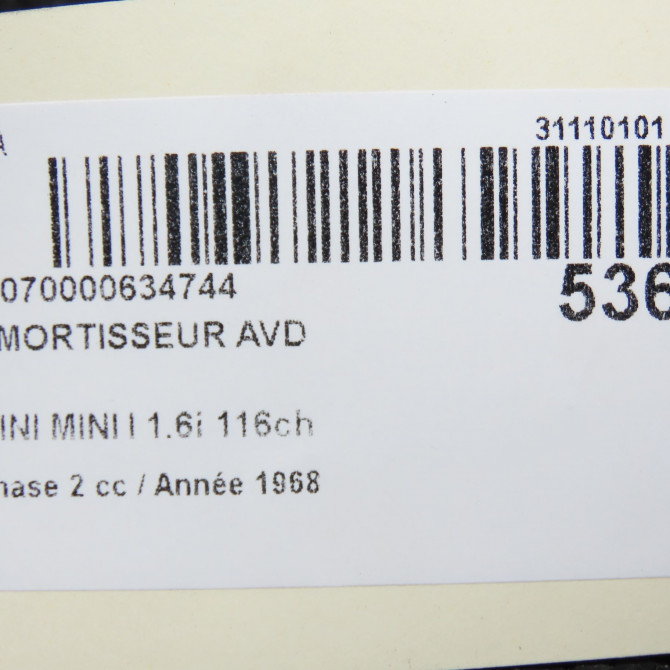 A
31110101
070000634744
536
MORTISSEUR AVD
INI MINI I 1.6i 116ch
hase 2 cc / Année 1968